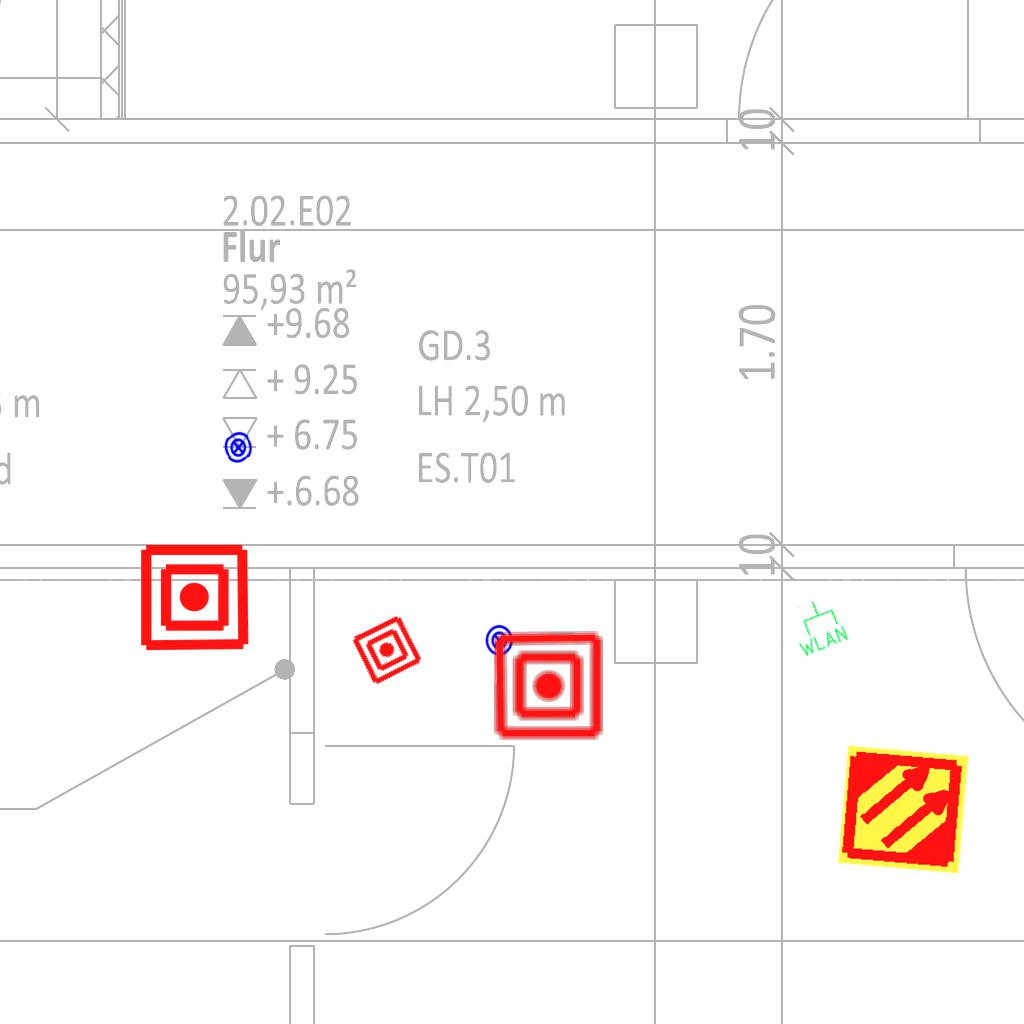 10
2.02.E02
Flur
95,93 m²
+9.68
+ 9.25
+ 6.75
+.6.68
GD.3
LH 2,50 m
ES.T01
1.70
m
d
10
WLAN